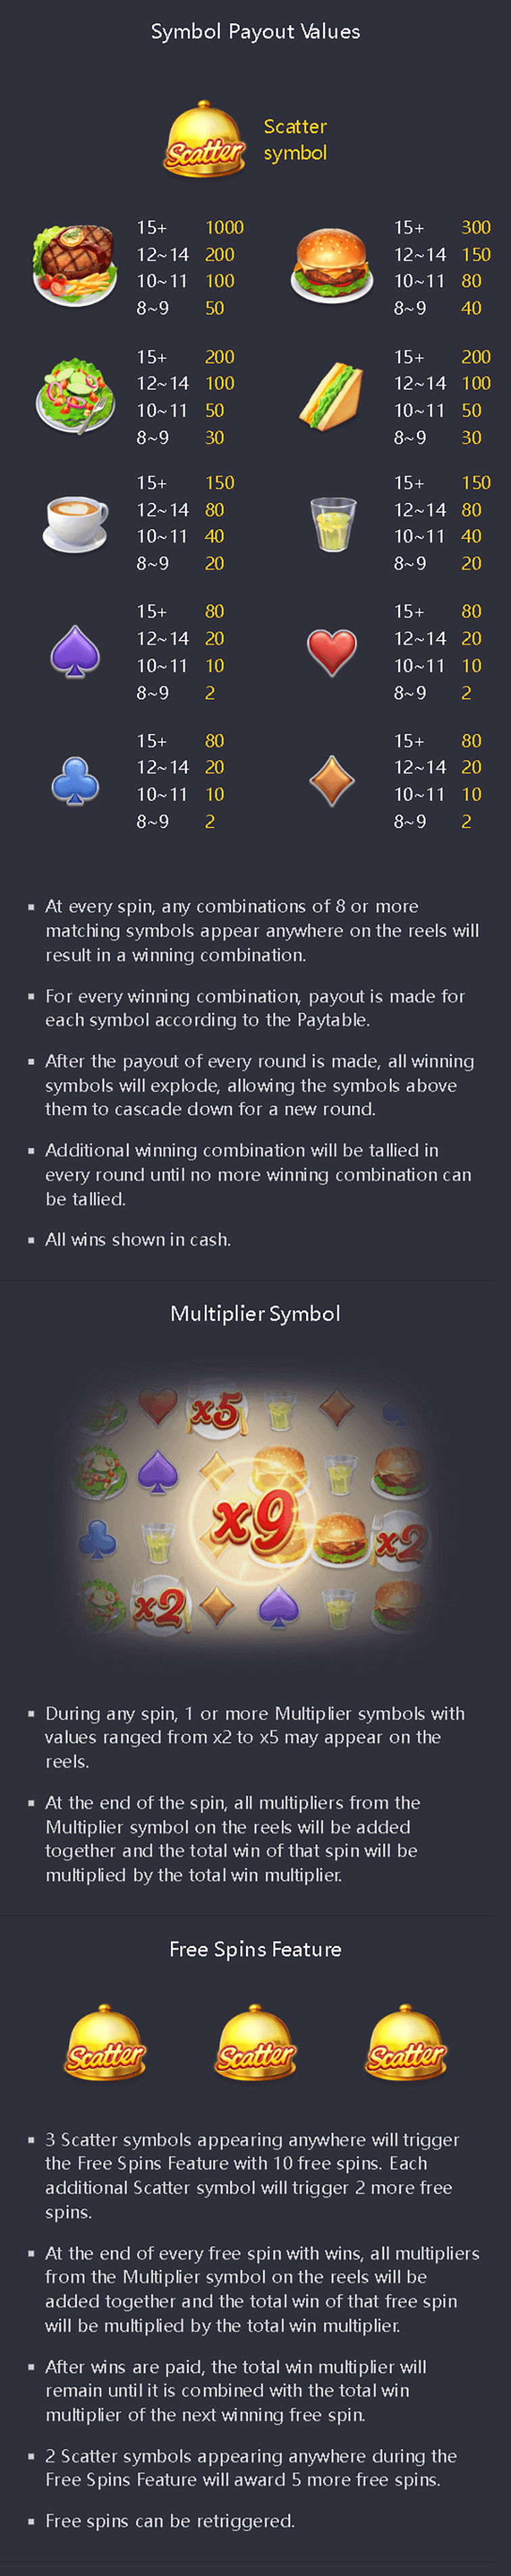 Symbol Payout Values
Scatter
Scatter
symbol
15+ 1000
12~14 200
10~11 100
8~9 50
15+ 300
12~14 150
10~11 80
8~9 40
15+ 200
12~14 100
10~11 50
8~9 30
15+ 200
12~14 100
10~11 50
8~9 30
15+ 150
12~14 80
10~11 40
8~9 20
15+ 150
12~14 80
10~11 40
8~9 20
15+ 80
12~14 20
10~11 10
8~9 2
15+ 80
12~14 20
10~11 10
8~9 2
15+ 80
12~14 20
10~11 10
8~9 2
15+ 80
12~14 20
10~11 10
8~9 2
At every spin, any combinations of 8 or more
matching symbols appear anywhere on the reels will
result in a winning combination.
For every winning combination, payout is made for
each symbol according to the Paytable.
After the payout of every round is made, all winning
symbols will explode, allowing the symbols above
them to cascade down for a new round.
Additional winning combination will be tallied in
every round until no more winning combination can
be tallied.
All wins shown in cash.
Multiplier Symbol
x5
x9
x2
x2
During any spin, 1 or more Multiplier symbols with
values ranged from x2 to x5 may appear on the
reels.
At the end of the spin, all multipliers from the
Multiplier symbol on the reels will be added
together and the total win of that spin will be
multiplied by the total win multiplier.
Free Spins Feature
Scatter Scatter Scatter
3 Scatter symbols appearing anywhere will trigger
the Free Spins Feature with 10 free spins. Each
additional Scatter symbol will trigger 2 more free
spins.
At the end of every free spin with wins, all multipliers
from the Multiplier symbol on the reels will be
added together and the total win of that free spin
will be multiplied by the total win multiplier.
After wins are paid, the total win multiplier will
remain until it is combined with the total win
multiplier of the next winning free spin.
2 Scatter symbols appearing anywhere during the
Free Spins Feature will award 5 more free spins.
Free spins can be retriggered.